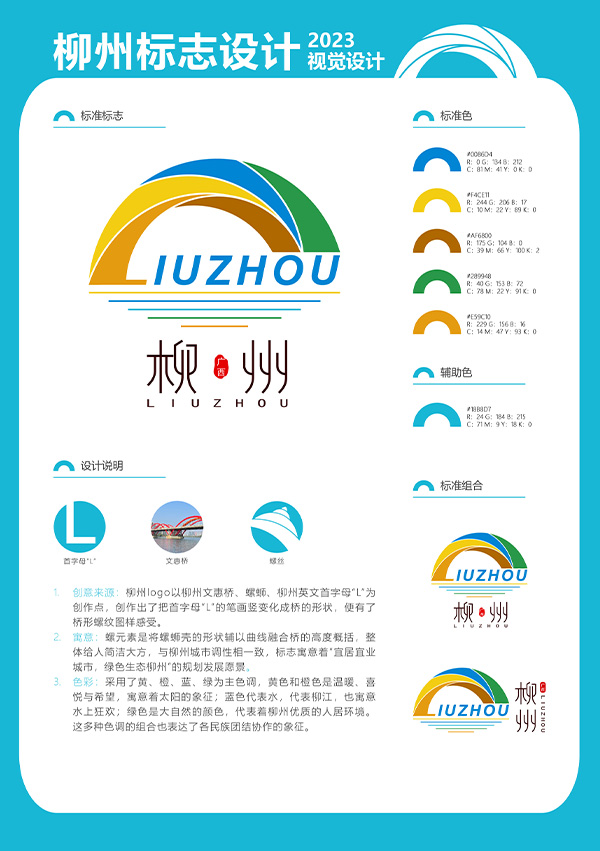 柳州标志设计
2023
视觉设计
标准标志
LIUZHOU
柳
广西
州
LIUZHOU
标准色
#0086D4
R: 0 G: 134 B: 212
C: 81 M: 41 Y: 0 K: 0
#F4CE11
R: 244 G: 206 B: 17
C: 10 M: 22 Y: 89 K: 0
#AF6800
R: 175 G: 104 B: 0
C: 39 M: 66 Y: 100 K: 2
#289948
R: 40 G: 153 B: 72
C: 78 M: 22 Y: 91 K: 0
#E59C10
R: 229 G: 156 B: 16
C: 14 M: 47 Y: 93 K: 0
辅助色
#18B8D7
R: 24 G: 184 B: 215
C: 71 M: 9 Y: 18 K: 0
设计说明
L
首字母“L”
文惠桥
螺丝
1. 创意来源：柳州logo以柳州文惠桥、螺蛳、柳州英文首字母“L”为
创作点，创作出了把首字母“L”的笔画竖变化成桥的形状，便有了
桥形螺纹图样感受。
2. 寓意：螺元素是将螺蛳壳的形状辅以曲线融合桥的高度概括，整
体给人简洁大方，与柳州城市调性相一致，标志寓意着“宜居宜业
城市，绿色生态柳州”的规划发展愿景。
3. 色彩：采用了黄、橙、蓝、绿为主色调，黄色和橙色是温暖、喜
悦与希望，寓意着太阳的象征；蓝色代表水，代表柳江，也寓意
水上狂欢；绿色是大自然的颜色，代表着柳州优质的人居环境。
这多种色调的组合也表达了各民族团结协作的象征。
标准组合
LIUZHOU
柳
州
LIUZHOU
LIUZHOU
柳
州
LIUZHOU